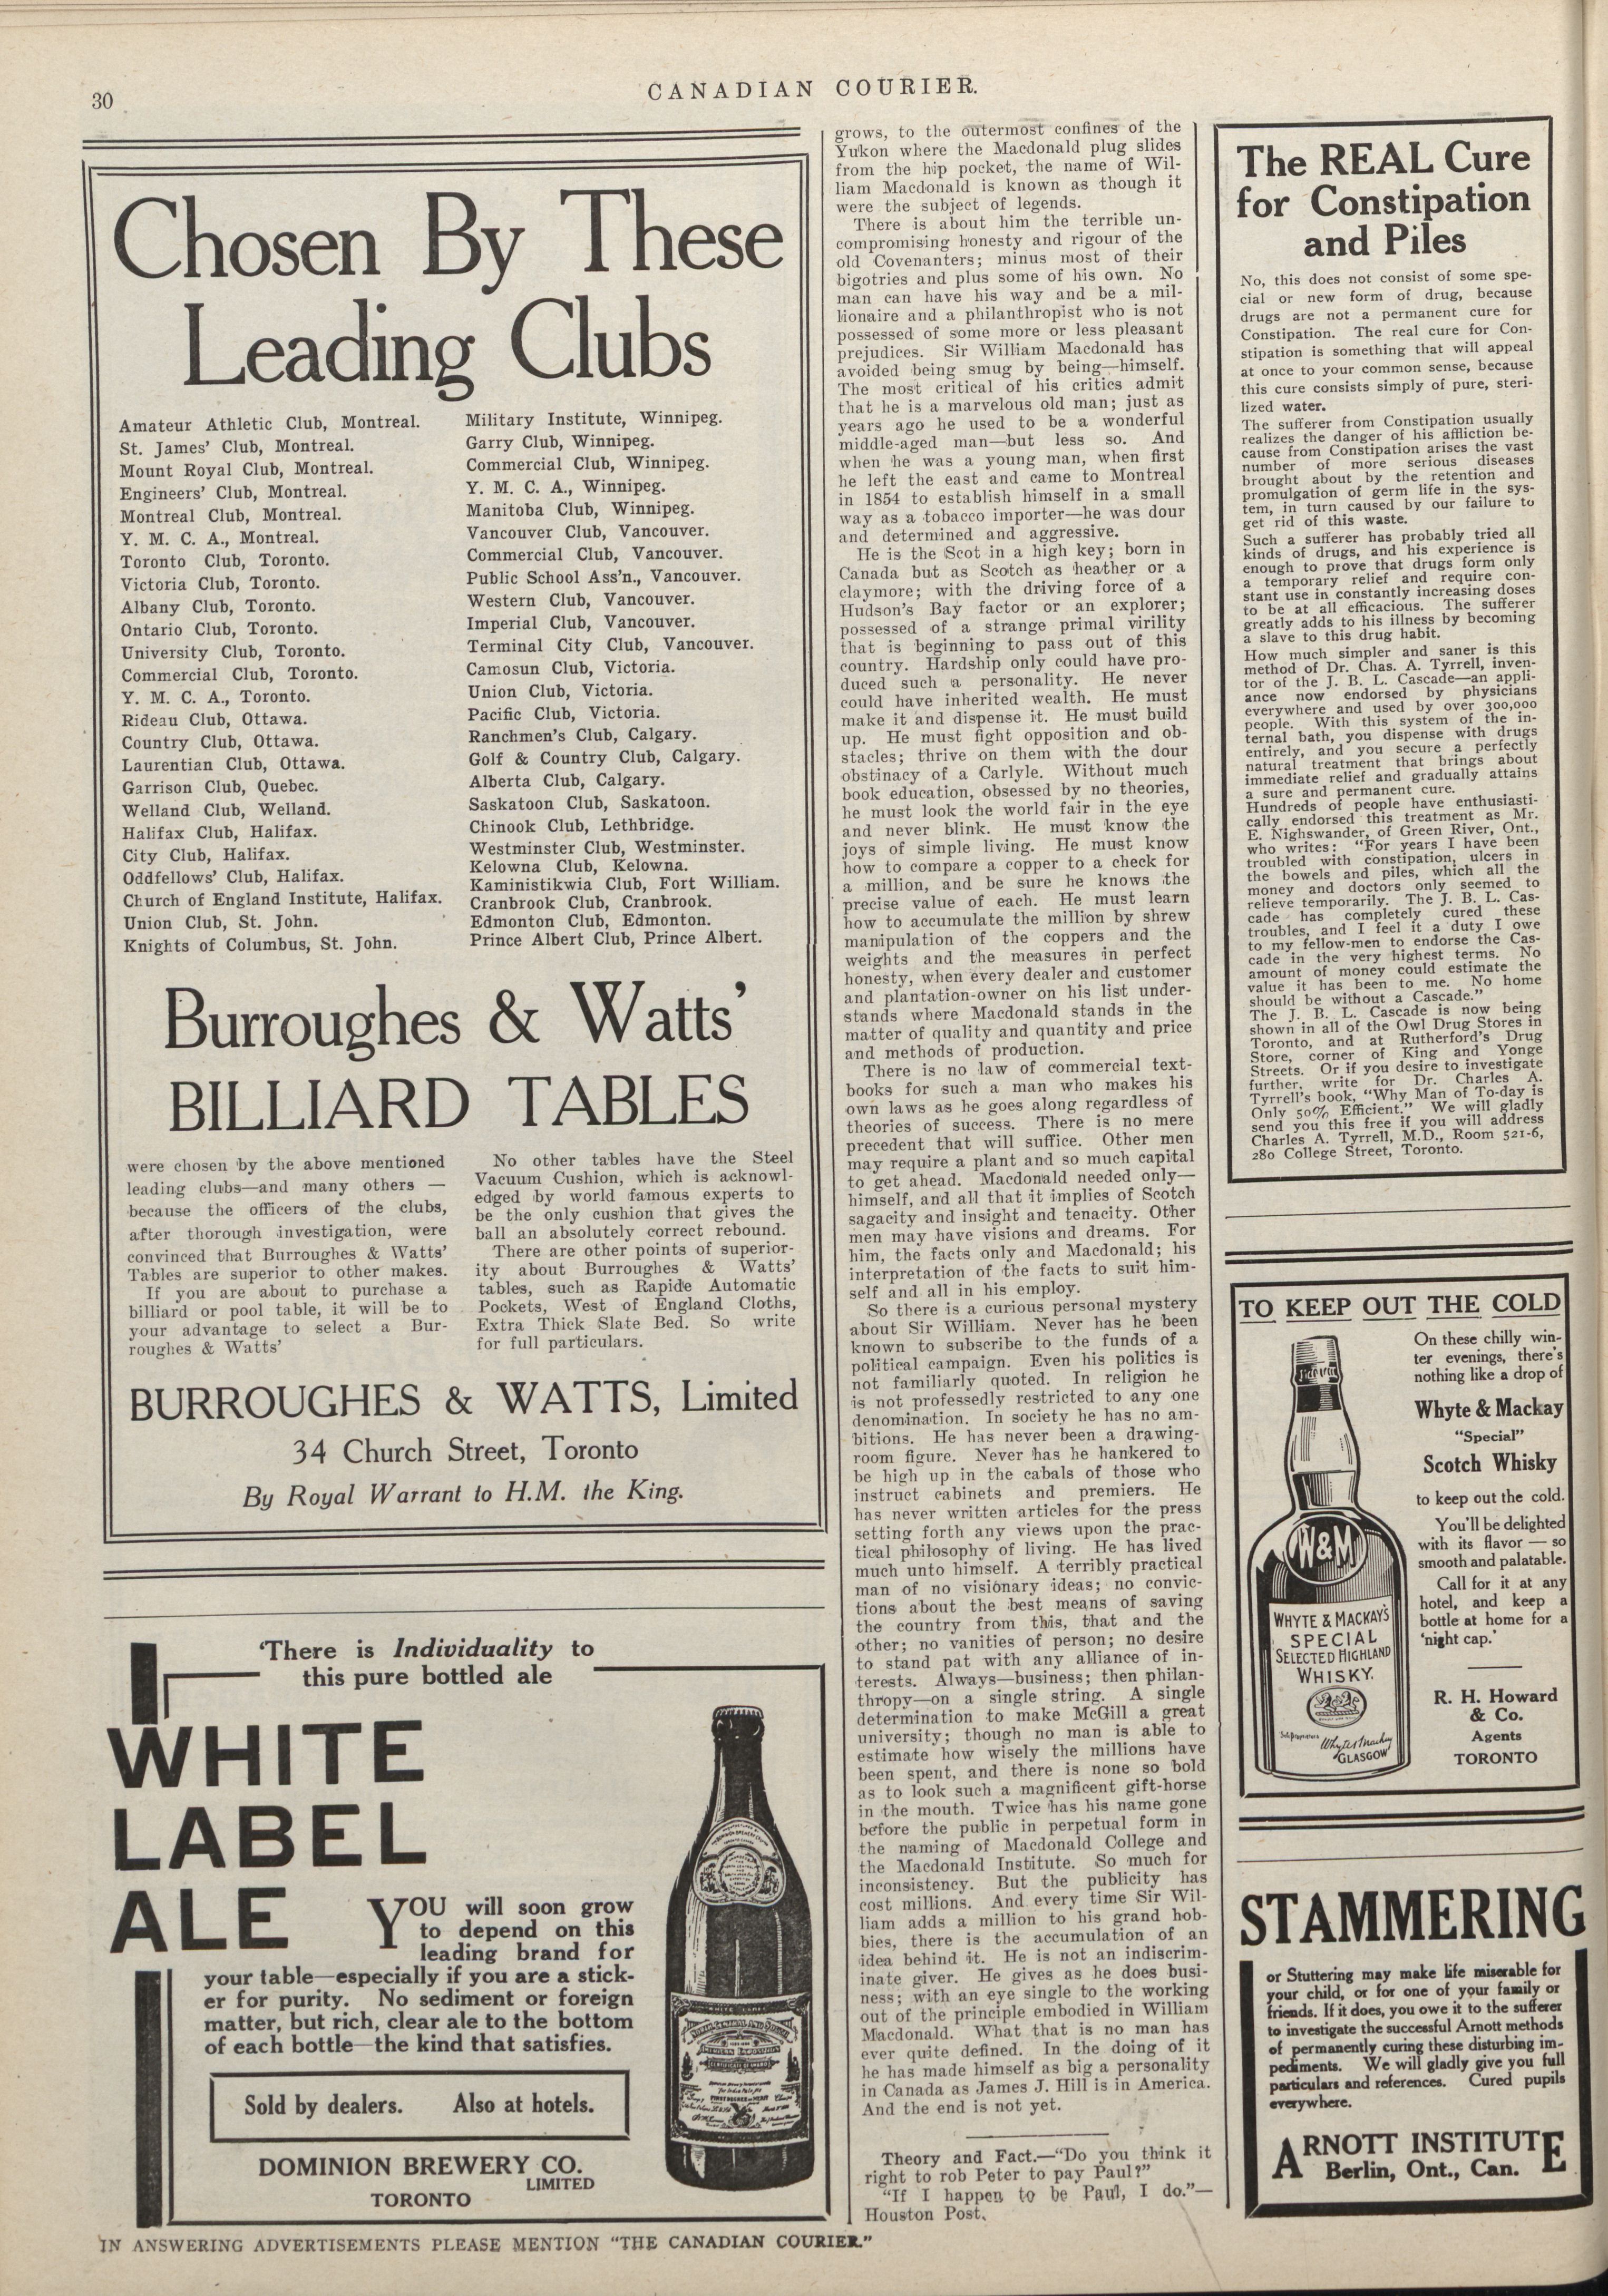 30
CANADIAN COURIER.
Chosen By These
Leading Clubs
Amateur Athletic Club, Montreal.
St. James' Club, Montreal.
Mount Royal Club, Montreal.
Engineers' Club, Montreal.
Montreal Club, Montreal.
Y. M. C. A., Montreal.
Toronto Club, Toronto.
Victoria Club, Toronto.
Albany Club, Toronto.
Ontario Club, Toronto.
University Club, Toronto.
Commercial Club, Toronto.
Y. M. C. A., Toronto.
Rideau Club, Ottawa.
Country Club, Ottawa.
Laurentian Club, Ottawa.
Garrison Club, Quebec.
Welland Club, Welland.
Halifax Club, Halifax.
City Club, Halifax.
Oddfellows' Club, Halifax.
Church of England Institute, Halifax.
Union Club, St. John.
Knights of Columbus, St. John.
Military Institute, Winnipeg.
Garry Club, Winnipeg.
Commercial Club, Winnipeg.
Y. M. C. A., Winnipeg.
Manitoba Club, Winnipeg.
Vancouver Club, Vancouver.
Commercial Club, Vancouver.
Public School Ass'n., Vancouver.
Western Club, Vancouver.
Imperial Club, Vancouver.
Terminal City Club, Vancouver.
Camosun Club, Victoria.
Union Club, Victoria.
Pacific Club, Victoria.
Ranchmen's Club, Calgary.
Golf & Country Club, Calgary.
Alberta Club, Calgary.
Saskatoon Club, Saskatoon.
Chinook Club, Lethbridge.
Westminster Club, Westminster.
Kelowna Club, Kelowna.
Kaministikwia Club, Fort William.
Cranbrook Club, Cranbrook.
Edmonton Club, Edmonton.
Prince Albert Club, Prince Albert.
Burroughes & Watts'
BILLIARD TABLES
were chosen by the above mentioned
leading clubs—and many others —
because the officers of the clubs,
after thorough investigation, were
convinced that Burroughes & Watts'
Tables are superior to other makes.
If you are about to purchase a
billiard or pool table, it will be to
your advantage to select a Bur-
roughes & Watts'
No other tables have the Steel
Vacuum Cushion, which is acknowl-
edged by world famous experts to
be the only cushion that gives the
ball an absolutely correct rebound.
There are other points of superior-
ity about Burroughes & Watts'
tables, such as Rapide Automatic
Pockets, West of England Cloths,
Extra Thick Slate Bed. So write
for full particulars.
BURROUGHES & WATTS, Limited
34 Church Street, Toronto
By Royal Warrant to H.M. the King.
'There is Individuality to
this pure bottled ale
WHITE
LABEL
ALE
YOU will soon grow
to depend on this
leading brand for
your table—especially if you are a stick-
er for purity. No sediment or foreign
matter, but rich, clear ale to the bottom
of each bottle—the kind that satisfies.
Sold by dealers. Also at hotels.
DOMINION BREWERY CO.
LIMITED
TORONTO
grows, to the outermost confines of the
Yukon where the Macdonald plug slides
from the hip pocket, the name of Wil-
liam Macdonald is known as though it
were the subject of legends.
There is about him the terrible un-
compromising honesty and rigour of the
old Covenanters; minus most of their
bigotries and plus some of his own. No
man can have his way and be a mil-
lionaire and a philanthropist who is not
possessed of some more or less pleasant
prejudices. Sir William Macdonald has
avoided being smug by being—himself.
The most critical of his critics admit
that he is a marvelous old man; just as
years ago he used to be a wonderful
middle-aged man—but less so. And
when he was a young man, when first
he left the east and came to Montreal
in 1854 to establish himself in a small
way as a tobacco importer—he was dour
and determined and aggressive.
He is the Scot in a high key; born in
Canada but as Scotch as heather or a
claymore; with the driving force of a
Hudson's Bay factor or an explorer;
possessed of a strange primal virility
that is beginning to pass out of this
country. Hardship only could have pro-
duced such a personality. He never
could have inherited wealth. He must
make it and dispense it. He must build
up. He must fight opposition and ob-
stacles; thrive on them with the dour
obstinacy of a Carlyle. Without much
book education, obsessed by no theories,
he must look the world fair in the eye
and never blink. He must know the
joys of simple living. He must know
how to compare a copper to a check for
a million, and be sure he knows the
precise value of each. He must learn
how to accumulate the million by shrew
manipulation of the coppers and the
weights and the measures in perfect
honesty, when every dealer and customer
and plantation-owner on his list under-
stands where Macdonald stands in the
matter of quality and quantity and price
and methods of production.
There is no law of commercial text-
books for such a man who makes his
own laws as he goes along regardless of
theories of success. There is no mere
precedent that will suffice. Other men
may require a plant and so much capital
to get ahead. Macdonald needed only—
himself, and all that it implies of Scotch
sagacity and insight and tenacity. Other
men may have visions and dreams. For
him, the facts only and Macdonald; his
interpretation of the facts to suit him-
self and all in his employ.
So there is a curious personal mystery
about Sir William. Never has he been
known to subscribe to the funds of a
political campaign. Even his politics is
not familiarly quoted. In religion he
is not professedly restricted to any one
denomination. In society he has no am-
bitions. He has never been a drawing-
room figure. Never has he hankered to
be high up in the cabals of those who
instruct cabinets and premiers. He
has never written articles for the press
setting forth any views upon the prac-
tical philosophy of living. He has lived
much unto himself. A terribly practical
man of no visionary ideas; no convic-
tions about the best means of saving
the country from this, that and the
other; no vanities of person; no desire
to stand pat with any alliance of in-
terests. Always—business; then philan-
thropy—on a single string. A single
determination to make McGill a great
university; though no man is able to
estimate how wisely the millions have
been spent, and there is none so bold
as to look such a magnificent gift-horse
in the mouth. Twice has his name gone
before the public in perpetual form in
the naming of Macdonald College and
the Macdonald Institute. So much for
inconsistency. But the publicity has
cost millions. And every time Sir Wil-
liam adds a million to his grand hob-
bies, there is the accumulation of an
idea behind it. He is not an indiscrim-
inate giver. He gives as he does busi-
ness; with an eye single to the working
out of the principle embodied in William
Macdonald. What that is no man has
ever quite defined. In the doing of it
he has made himself as big a personality
in Canada as James J. Hill is in America.
And the end is not yet.
Theory and Fact.—"Do you think it
right to rob Peter to pay Paul?"
"If I happen to be Paul, I do."—
Houston Post.
The REAL Cure
for Constipation
and Piles
No, this does not consist of some spe-
cial or new form of drug, because
drugs are not a permanent cure for
Constipation. The real cure for Con-
stipation is something that will appeal
at once to your common sense, because
this cure consists simply of pure, steri-
lized water.
The sufferer from Constipation usually
realizes the danger of his affliction be-
cause from Constipation arises the vast
number of more serious diseases
brought about by the retention and
promulgation of germ life in the sys-
tem, in turn caused by our failure to
get rid of this waste.
Such a sufferer has probably tried all
kinds of drugs, and his experience is
enough to prove that drugs form only
a temporary relief and require con-
stant use in constantly increasing doses
to be at all efficacious. The sufferer
greatly adds to his illness by becoming
a slave to this drug habit.
How much simpler and saner is this
method of Dr. Chas. A. Tyrrell, inven-
tor of the J. B. L. Cascade—an appli-
ance now endorsed by physicians
everywhere and used by over 300,000
people. With this system of the in-
ternal bath, you dispense with drugs
entirely, and you secure a perfectly
natural treatment that brings about
immediate relief and gradually attains
a sure and permanent cure.
Hundreds of people have enthusiasti-
cally endorsed this treatment as Mr.
E. Nighswander, of Green River, Ont.,
who writes: "For years I have been
troubled with constipation, ulcers in
the bowels and piles, which all the
money and doctors only seemed to
relieve temporarily. The J. B. L. Cas-
cade has completely cured these
troubles, and I feel it a duty I owe
to my fellow-men to endorse the Cas-
cade in the very highest terms. No
amount of money could estimate the
value it has been to me. No home
should be without a Cascade."
The J. B. L. Cascade is now being
shown in all of the Owl Drug Stores in
Toronto, and at Rutherford's Drug
Store, corner of King and Yonge
Streets. Or if you desire to investigate
further, write for Dr. Charles A.
Tyrrell's book, "Why Man of To-day is
Only 50% Efficient." We will gladly
send you this free if you will address
Charles A. Tyrrell, M.D., Room 521-6,
280 College Street, Toronto.
TO KEEP OUT THE COLD
On these chilly win-
ter evenings, there's
nothing like a drop of
Whyte & Mackay
"Special"
Scotch Whisky
to keep out the cold.
You'll be delighted
with its flavor — so
smooth and palatable.
Call for it at any
hotel, and keep a
bottle at home for a
'night cap.'
R. H. Howard
& Co.
Agents
TORONTO
W&M
WHYTE & MACKAY'S
SPECIAL
SELECTED HIGHLAND
WHISKY.
Whyte & Mackay
GLASGOW
STAMMERING
or Stuttering may make life miserable for
your child, or for one of your family or
friends. If it does, you owe it to the sufferer
to investigate the successful Arnott methods
of permanently curing these disturbing im-
pediments. We will gladly give you full
particulars and references. Cured pupils
everywhere.
ARNOTT INSTITUTE
Berlin, Ont., Can.
IN ANSWERING ADVERTISEMENTS PLEASE MENTION "THE CANADIAN COURIER."